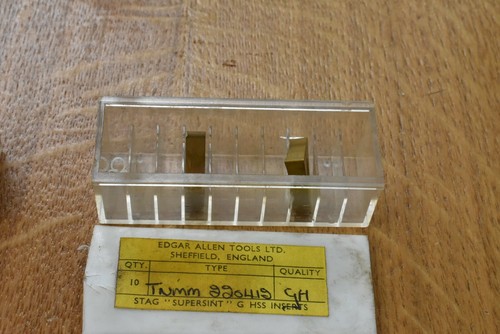 EDGAR ALLEN TOOLS LTD.
SHEFFIELD, ENGLAND
QTY. TYPE QUALITY
10 TNMM 220412 GH
STAG "SUPERSINT" G HSS INSERTS